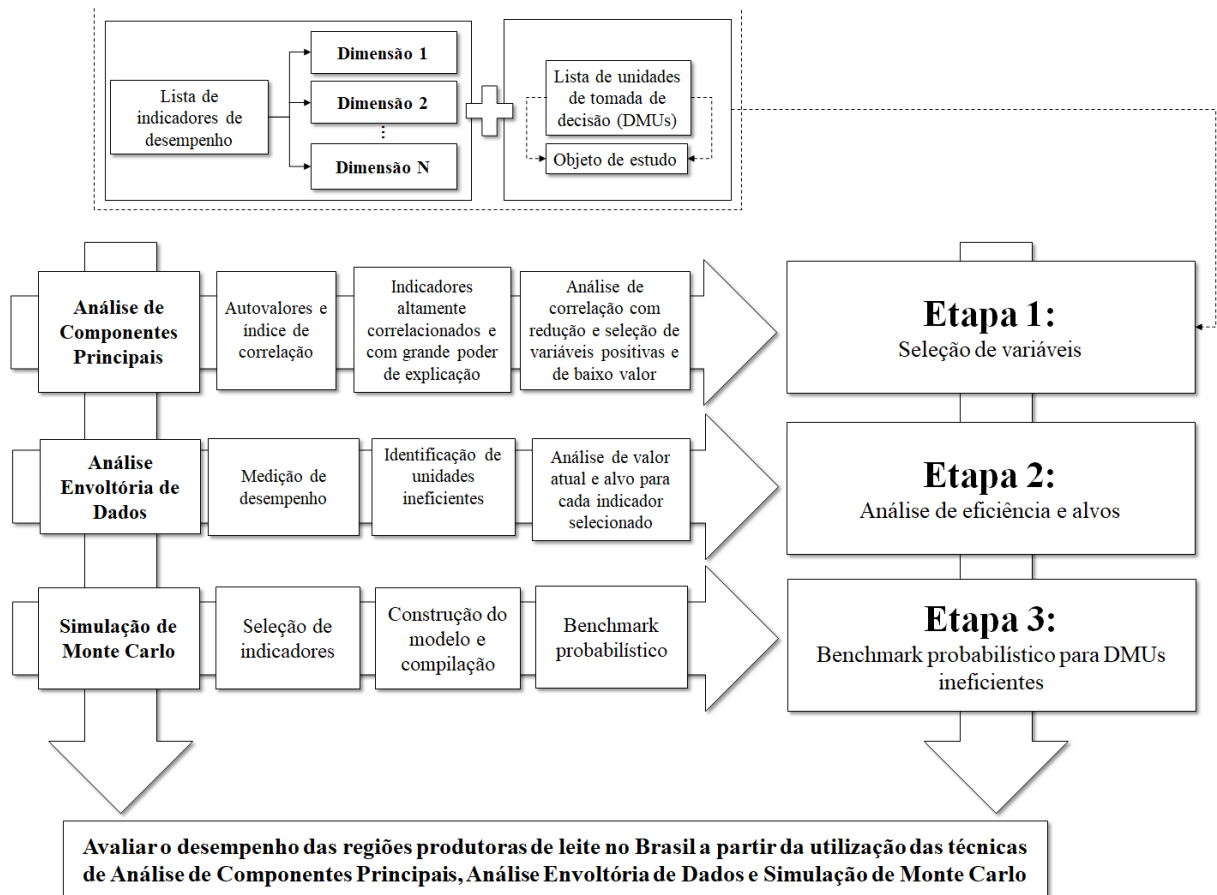 Lista de
indicadores de
desempenho
Dimensão 1
Dimensão 2
...
Dimensão N
Lista de unidades
de tomada de
decisão (DMUs)
Objeto de estudo
Análise de
Componentes
Principais
Autovalores e
índice de
correlação
Indicadores
altamente
correlacionados e
com grande poder
de explicação
Análise de
correlação com
redução e seleção de
variáveis positivas e
de baixo valor
Etapa 1:
Seleção de variáveis
Análise
Envoltória de
Dados
Medição de
desempenho
Identificação de
unidades
ineficientes
Análise de valor
atual e alvo para
cada indicador
selecionado
Etapa 2:
Análise de eficiência e alvos
Simulação de
Monte Carlo
Seleção de
indicadores
Construção do
modelo e
compilação
Benchmark
probabilístico
Etapa 3:
Benchmark probabilístico para DMUs
ineficientes
Avaliar o desempenho das regiões produtoras de leite no Brasil a partir da utilização das técnicas
de Análise de Componentes Principais, Análise Envoltória de Dados e Simulação de Monte Carlo